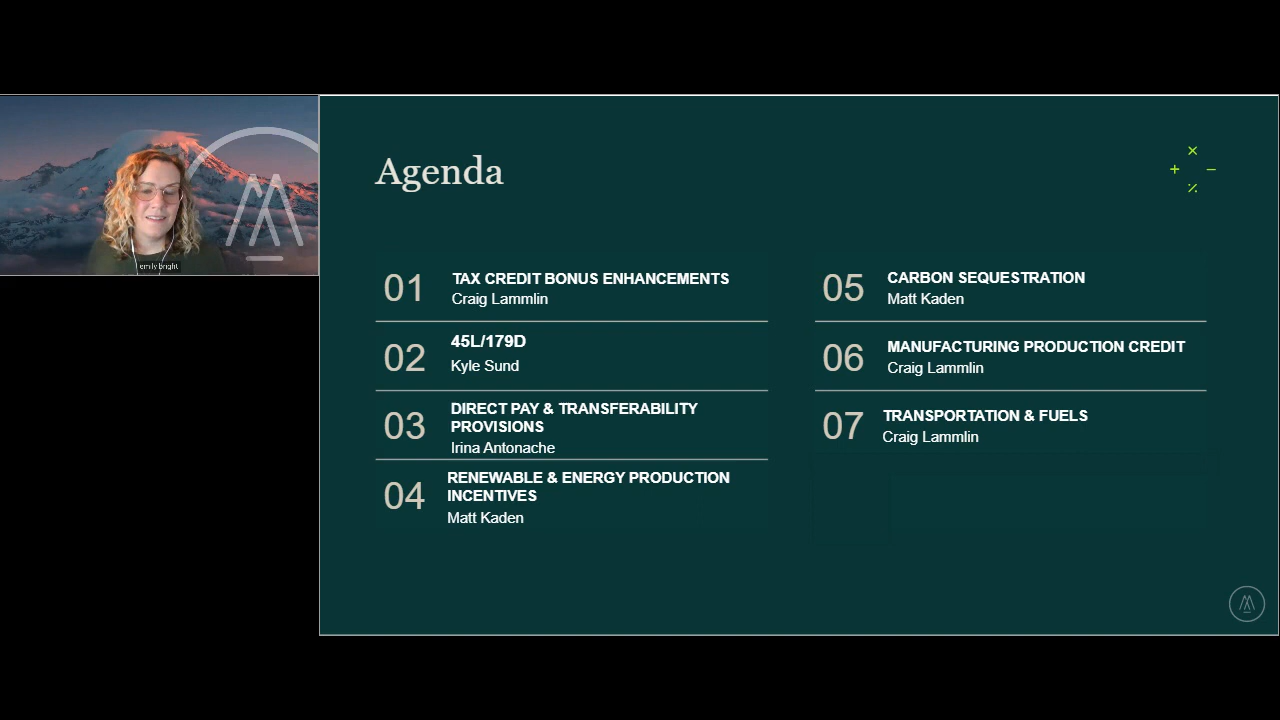 emily bright
Agenda
01
TAX CREDIT BONUS ENHANCEMENTS
Craig Lammlin
02
45L/179D
Kyle Sund
03
DIRECT PAY & TRANSFERABILITY
PROVISIONS
Irina Antonache
04
RENEWABLE & ENERGY PRODUCTION
INCENTIVES
Matt Kaden
05
CARBON SEQUESTRATION
Matt Kaden
06
MANUFACTURING PRODUCTION CREDIT
Craig Lammlin
07
TRANSPORTATION & FUELS
Craig Lammlin